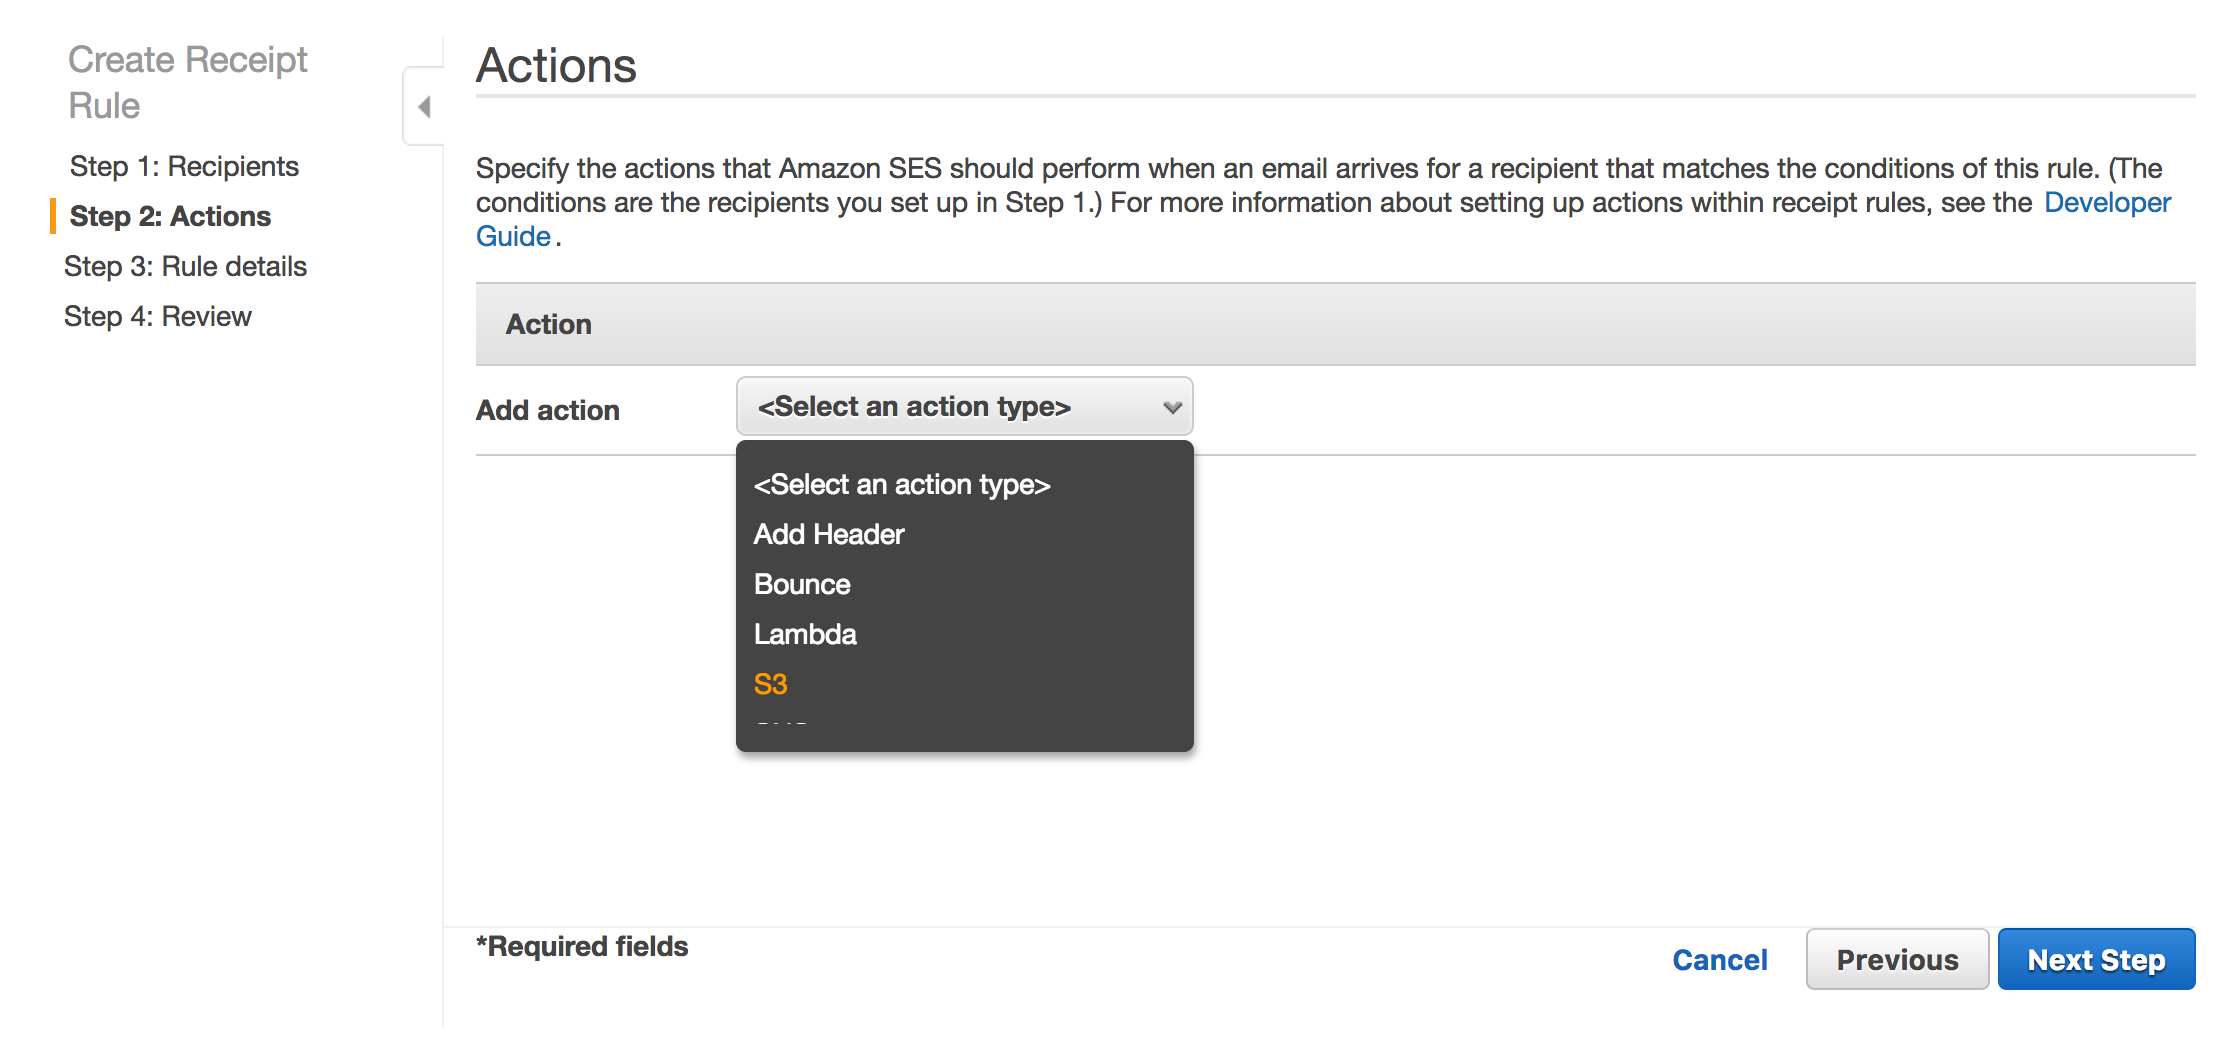 Create Receipt
Rule
Step 1: Recipients
Step 2: Actions
Step 3: Rule details
Step 4: Review
Actions
Specify the actions that Amazon SES should perform when an email arrives for a recipient that matches the conditions of this rule. (The
conditions are the recipients you set up in Step 1.) For more information about setting up actions within receipt rules, see the Developer
Guide .
Action
Add action
<Select an action type>
<Select an action type>
Add Header
Bounce
Lambda
S3
*Required fields
Cancel
Previous
Next Step